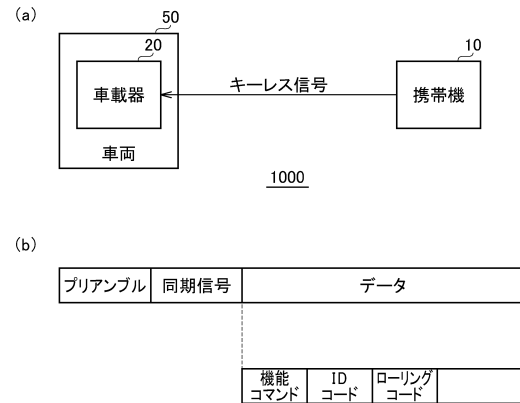 (a)
50
20
10
車載器
キーレス信号
携帯機
車両
1000
(b)
プリアンブル
同期信号
データ
機能
コマンド
ID
コード
ローリング
コード